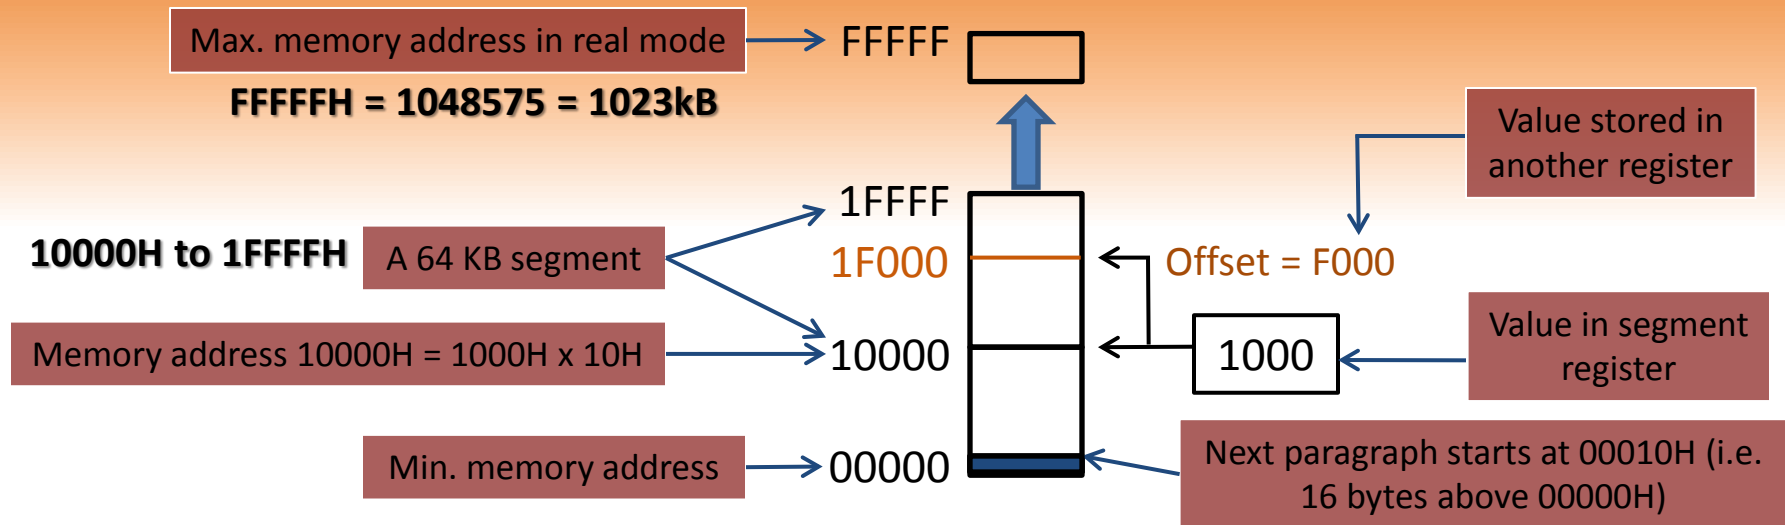 Max. memory address in real mode
FFFFF
FFFFFH = 1048575 = 1023kB
Value stored in
another register
1FFFF
10000H to 1FFFFH
A 64 KB segment
1F000
Offset = F000
Memory address 10000H = 1000H x 10H
10000
1000
Value in segment
register
Min. memory address
00000
Next paragraph starts at 00010H (i.e.
16 bytes above 00000H)